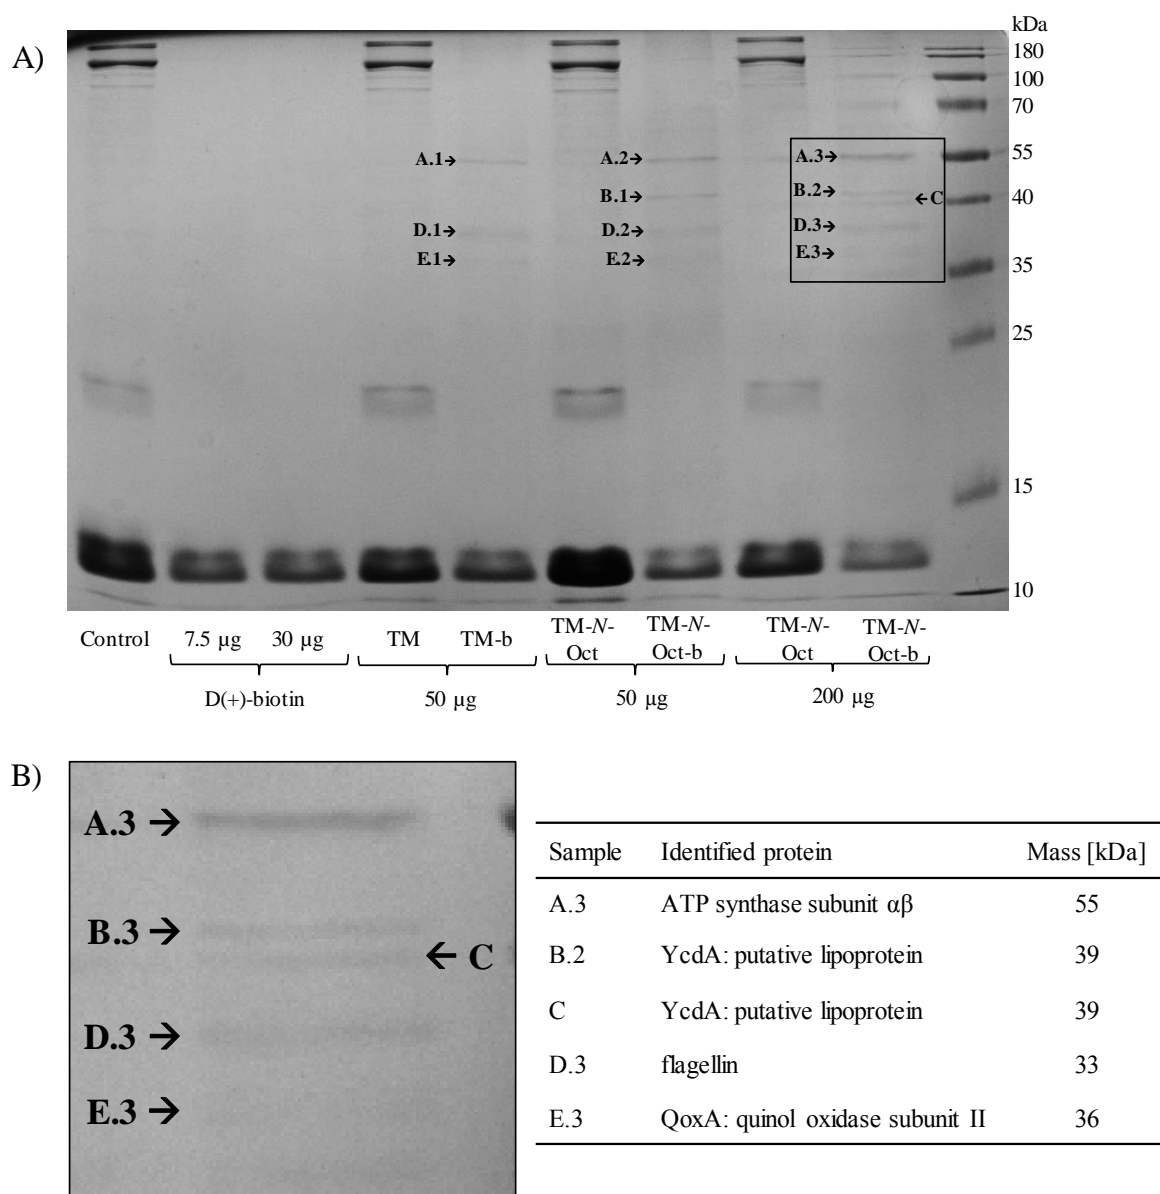 A)
kDa
180
100
70
55
40
35
25
15
10
A.1→
A.2→
A.3→
B.1→
B.2→
←C
D.1→
D.2→
D.3→
E.1→
E.2→
E.3→
Control
7.5 µg
30 µg
TM
TM-b
TM-N-
Oct
TM-N-
Oct-b
TM-N-
Oct
TM-N-
Oct-b
D(+)-biotin
50 µg
50 µg
200 µg
B)
A.3 →
B.3 →
← C
D.3 →
E.3 →
Sample Identified protein Mass [kDa]
A.3 ATP synthase subunit αβ 55
B.2 YcdA: putative lipoprotein 39
C YcdA: putative lipoprotein 39
D.3 flagellin 33
E.3 QoxA: quinol oxidase subunit II 36